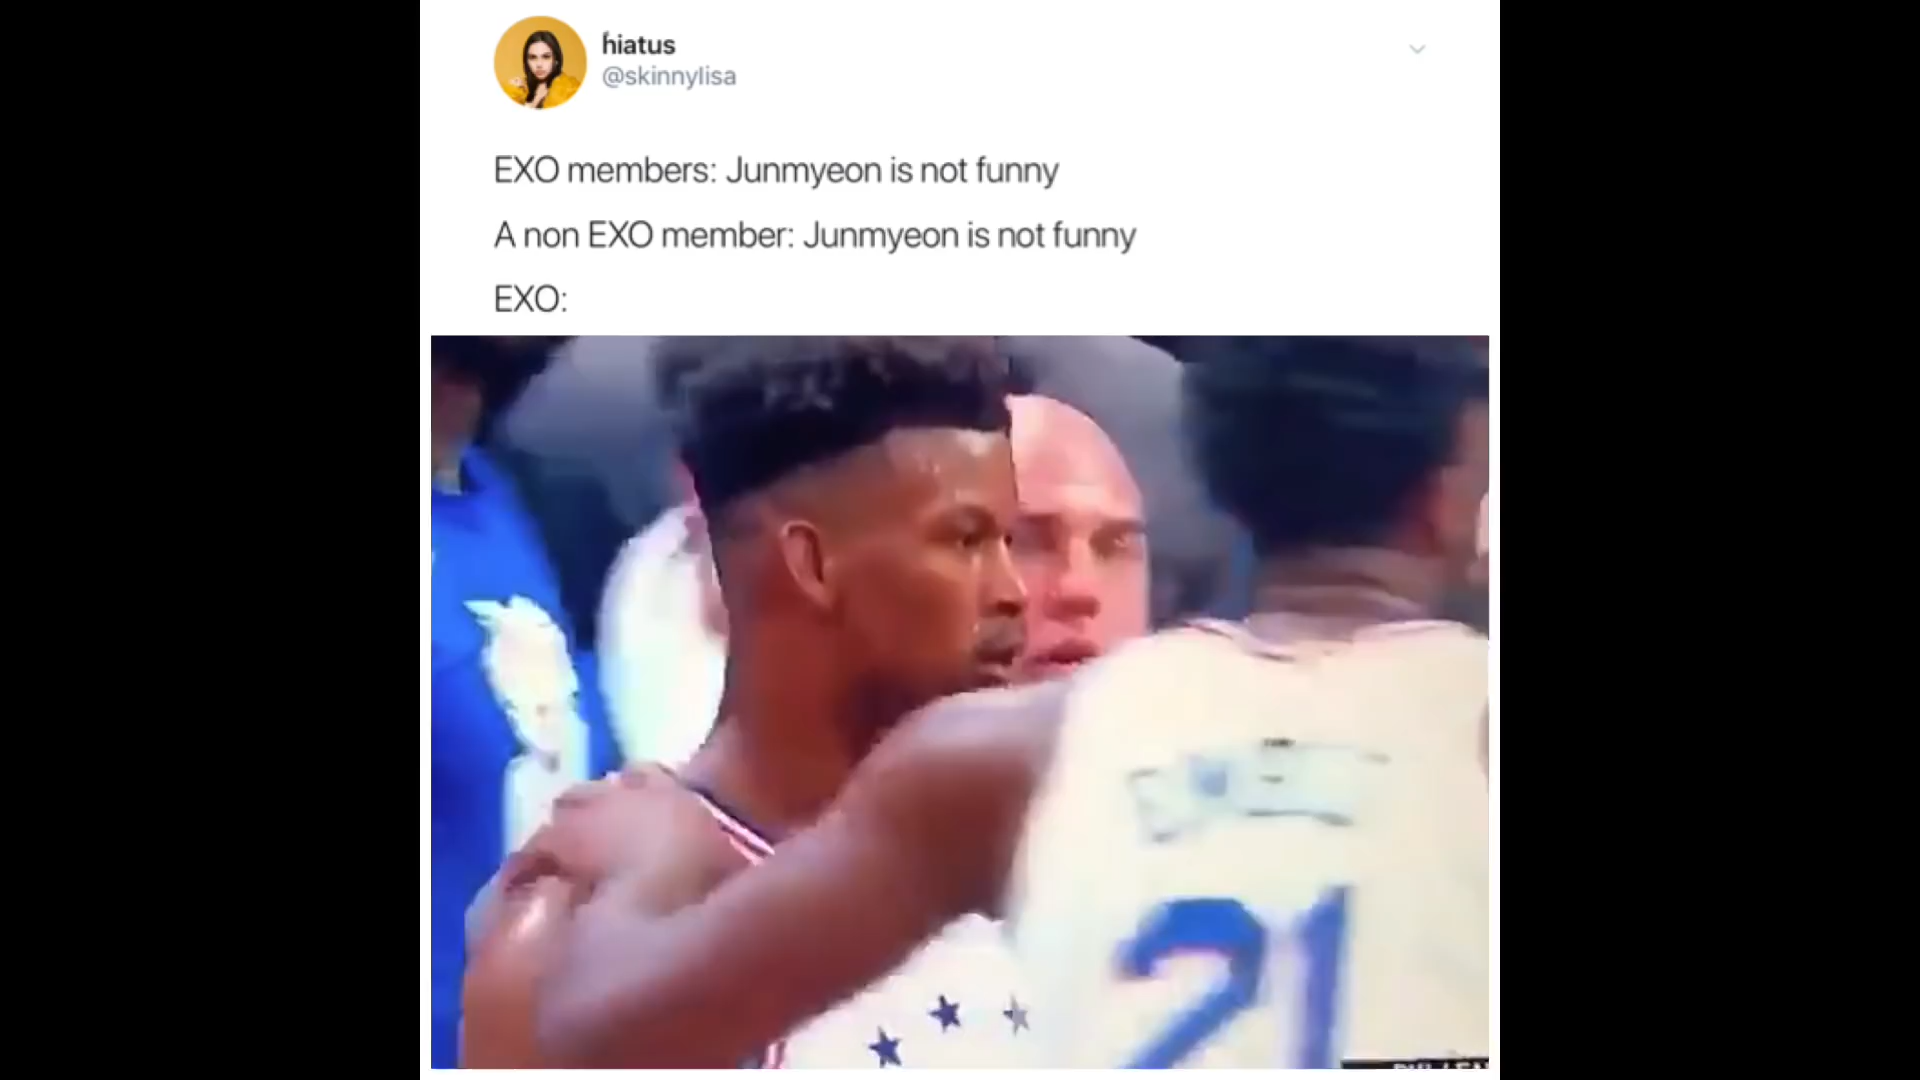 hiatus
@skinnylisa
EXO members: Junmyeon is not funny
A non EXO member: Junmyeon is not funny
EXO:
21